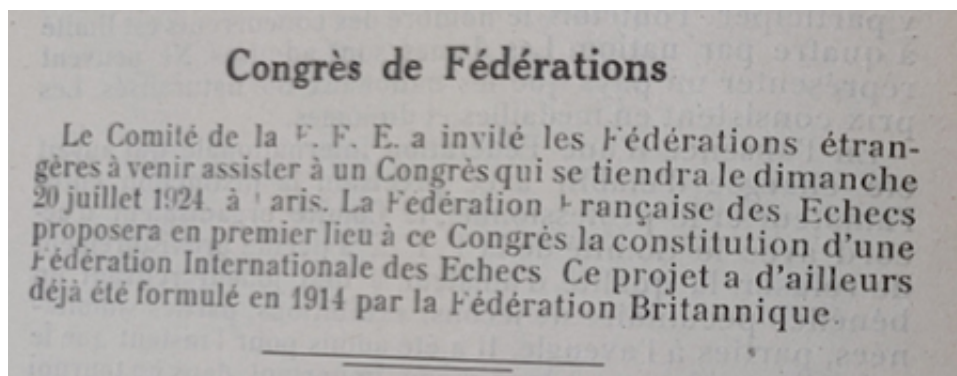 Congrès de Fédérations
Le Comité de la F. F. E. a invité les Fédérations étran-
gères à venir assister à un Congrès qui se tiendra le dimanche
20 juillet 1924 à Paris. La Fédération Française des Echecs
proposera en premier lieu à ce Congrès la constitution d'une
Fédération Internationale des Echecs Ce projet a d'ailleurs
déjà été formulé en 1914 par la Fédération Britannique.